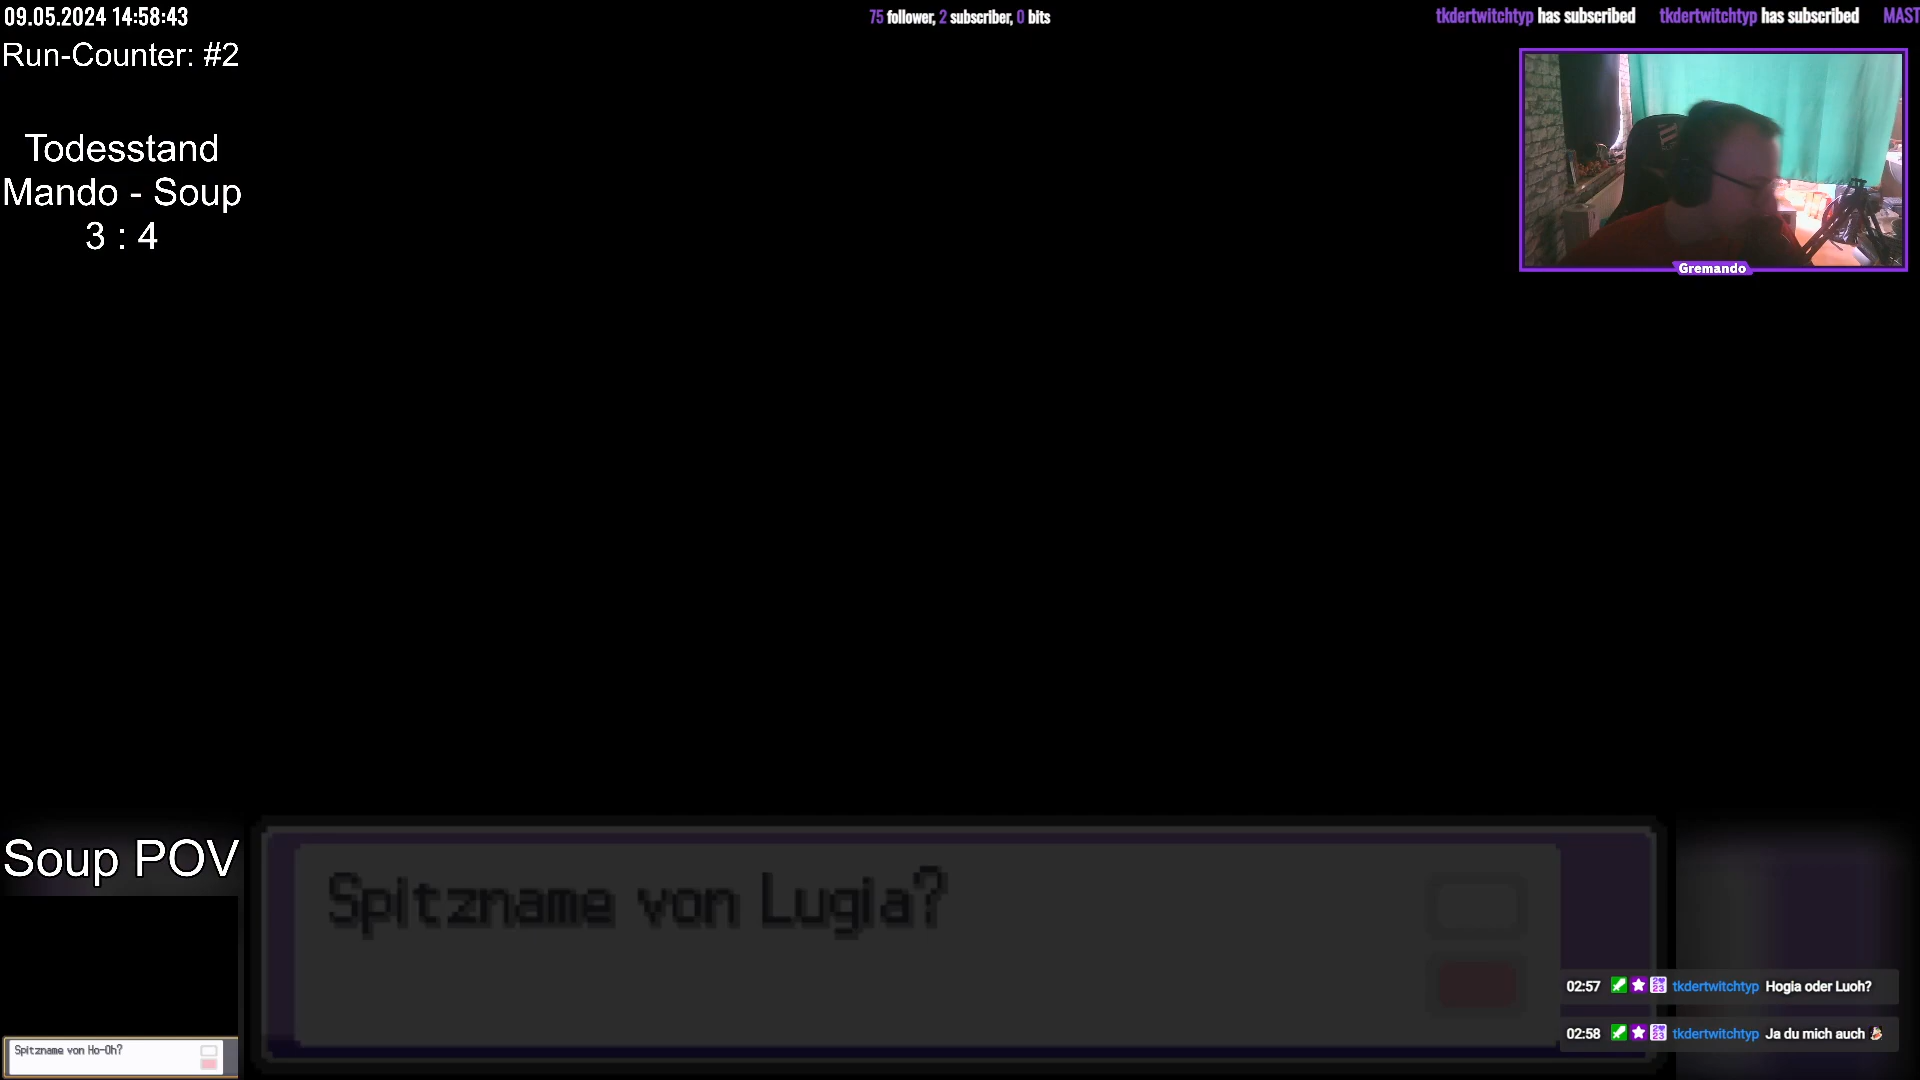 09.05.2024 14:58:43
75 follower, 2 subscriber, 0 bits
tkdertwitchtyp has subscribed tkdertwitchtyp has subscribed MAST
Run-Counter: #2
Todesstand
Mando - Soup
3 : 4
Gremando
Soup POV
Spitzname von Lugia?
02:57 tkdertwitchtyp Hogia oder Luoh?
02:58 tkdertwitchtyp Ja du mich auch
Spitzname von Ho-Oh?